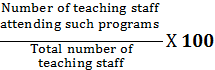 Number of teaching staff
attending such programs
X 100
Total number of
teaching staff